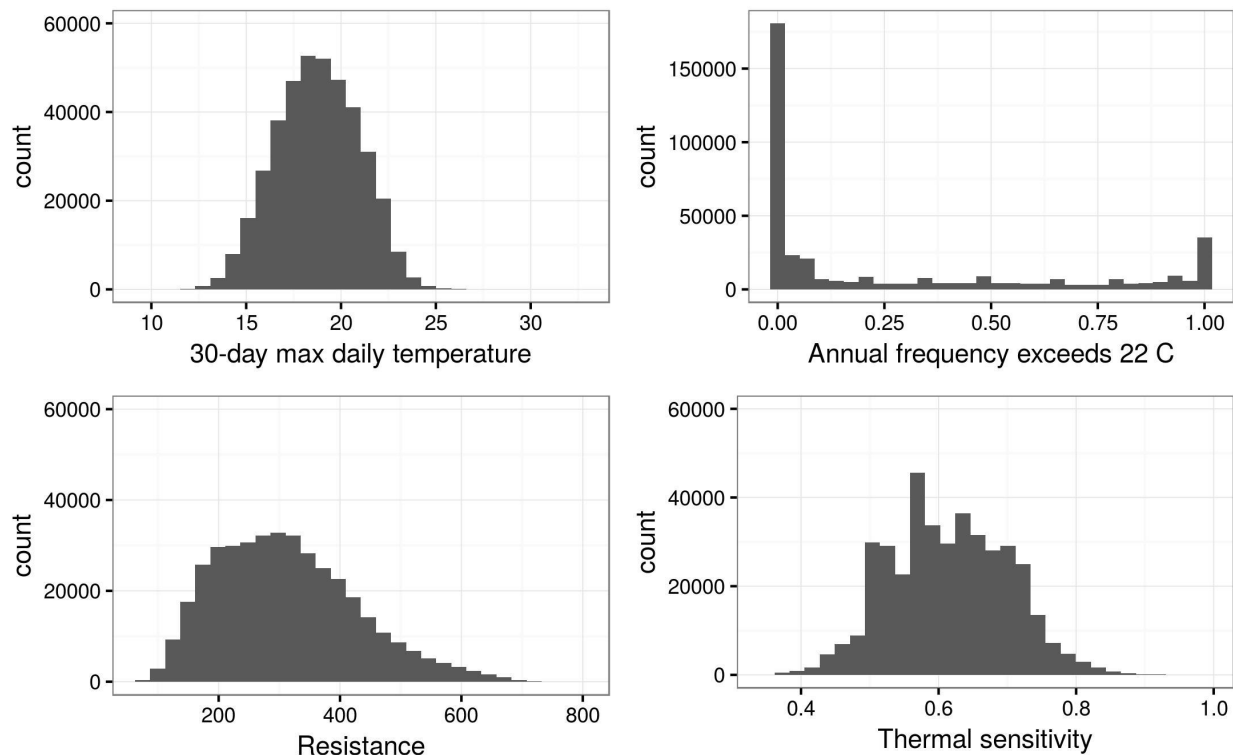 60000
40000
20000
0
count
10 15 20 25 30
30-day max daily temperature
150000
100000
50000
0
count
0.00 0.25 0.50 0.75 1.00
Annual frequency exceeds 22 C
60000
40000
20000
0
count
200 400 600 800
Resistance
60000
40000
20000
0
count
0.4 0.6 0.8 1.0
Thermal sensitivity